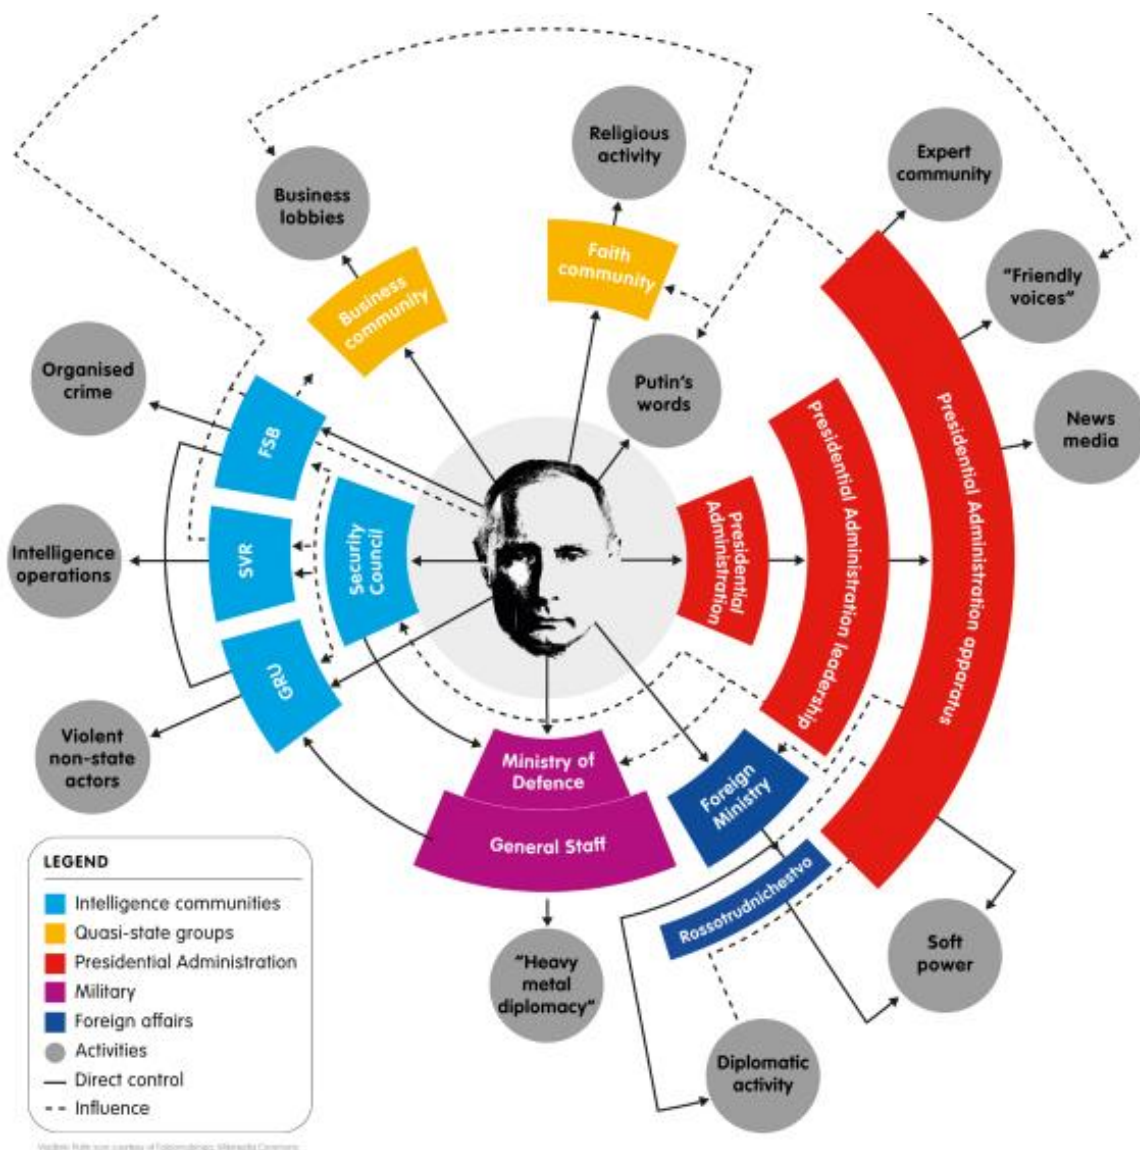 Religious
activity
Expert
community
Business
lobbies
Faith
community
"Friendly
voices"
Business
community
Organised
crime
Putin's
words
News
media
FSB
Presidential Administration leadership
Presidential Administration apparatus
Security
Council
Presidential
Administration
Intelligence
operations
SVR
GRU
Violent
non-state
actors
Ministry of
Defence
Foreign
Ministry
General Staff
Rossotrudnichestvo
Soft
power
"Heavy
metal
diplomacy"
Diplomatic
activity
LEGEND
Intelligence communities
Quasi-state groups
Presidential Administration
Military
Foreign affairs
Activities
Direct control
Influence